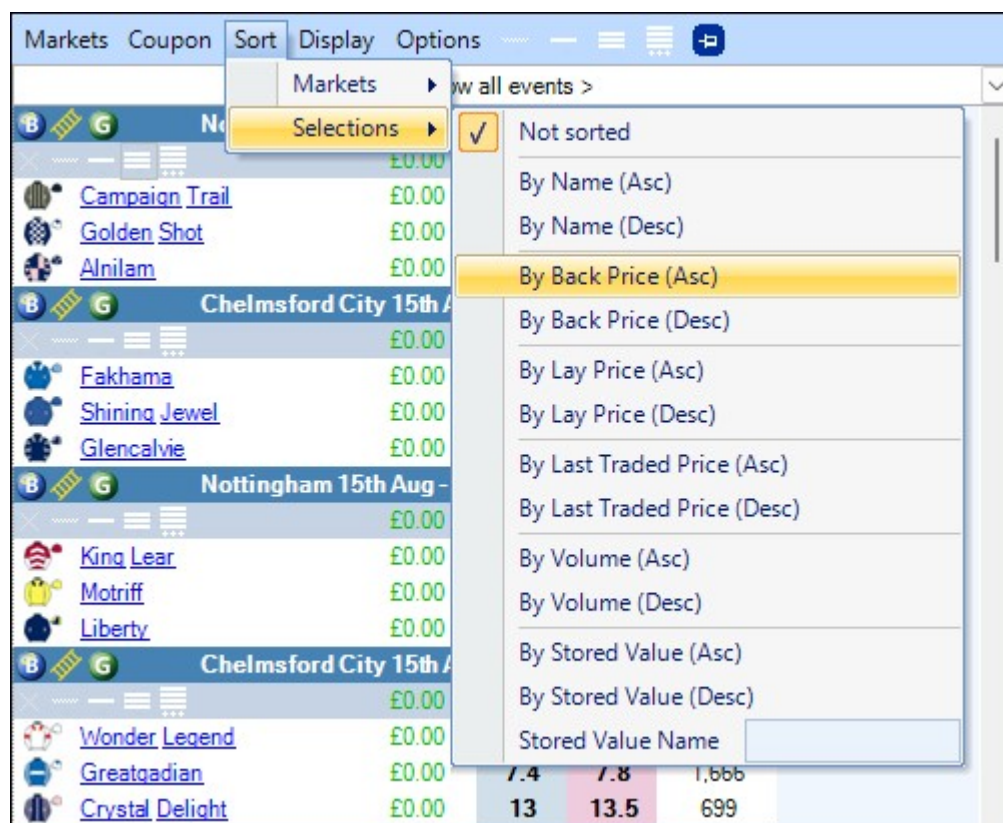 Markets Coupon Sort Display Options
Markets
w all events >
B G Selections
£0.00
Not sorted
Campaign Trail £0.00
By Name (Asc)
Golden Shot £0.00
By Name (Desc)
Alnilam £0.00
By Back Price (Asc)
B G Chelmsford City 15th
By Back Price (Desc)
£0.00
Fakhama £0.00
By Lay Price (Asc)
Shining Jewel £0.00
By Lay Price (Desc)
Glencalvie £0.00
By Last Traded Price (Asc)
B G Nottingham 15th Aug -
By Last Traded Price (Desc)
£0.00
King Lear £0.00
By Volume (Asc)
Motriff £0.00
By Volume (Desc)
Liberty £0.00
By Stored Value (Asc)
B G Chelmsford City 15th
By Stored Value (Desc)
£0.00
Wonder Legend £0.00
Stored Value Name
Greatgadian £0.00 7.4 7.8 1,666
Crystal Delight £0.00 13 13.5 699